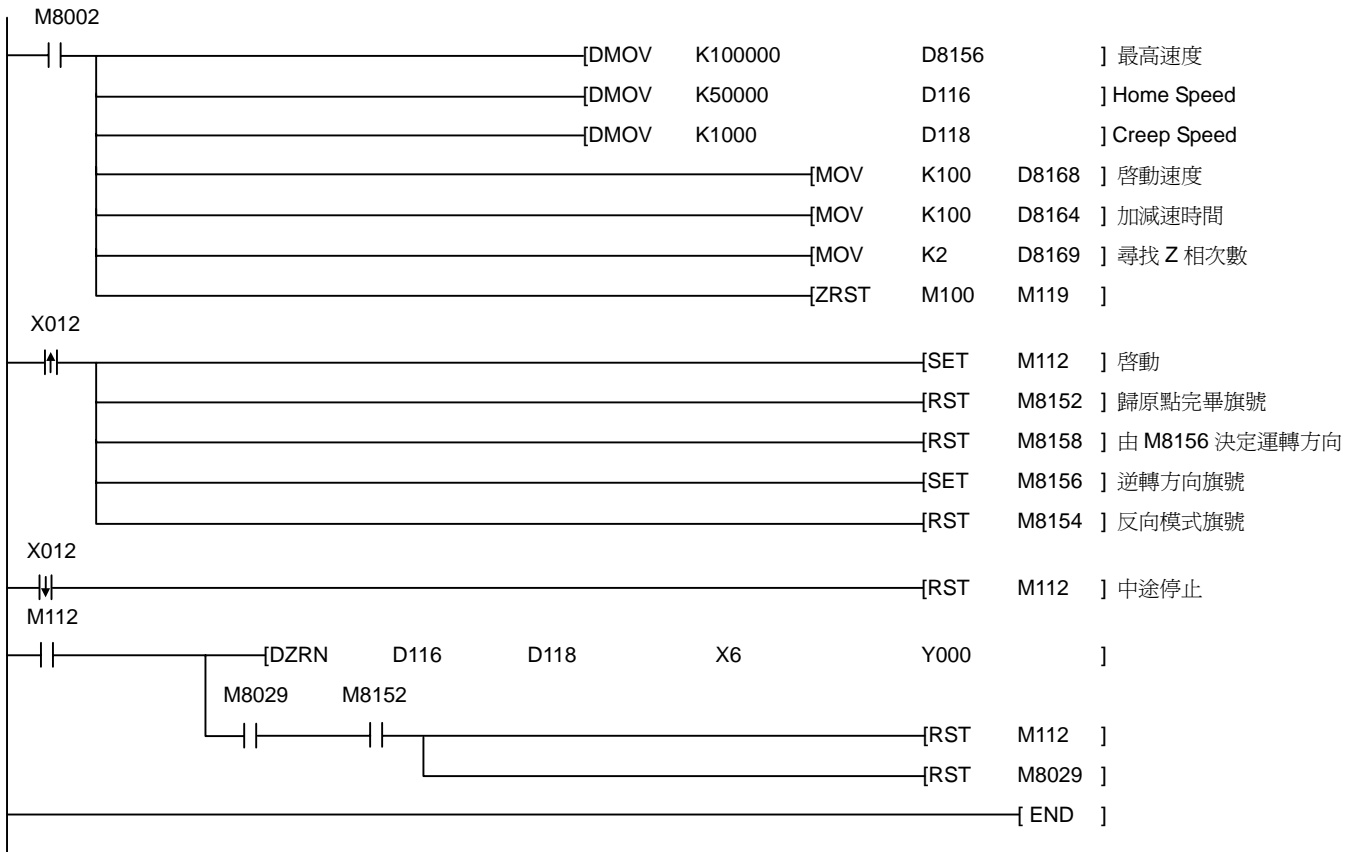 M8002
[DMOV K100000 D8156 ] 最高速度
[DMOV K50000 D116 ] Home Speed
[DMOV K1000 D118 ] Creep Speed
[MOV K100 D8168 ] 啓動速度
[MOV K100 D8164 ] 加減速時間
[MOV K2 D8169 ] 尋找 Z 相次數
[ZRST M100 M119 ]
X012
[SET M112 ] 啓動
[RST M8152 ] 歸原點完畢旗號
[RST M8158 ] 由 M8156 決定運轉方向
[SET M8156 ] 逆轉方向旗號
[RST M8154 ] 反向模式旗號
X012
[RST M112 ] 中途停止
M112
[DZRN D116 D118 X6 Y000 ]
M8029 M8152
[RST M112 ]
[RST M8029 ]
[ END ]